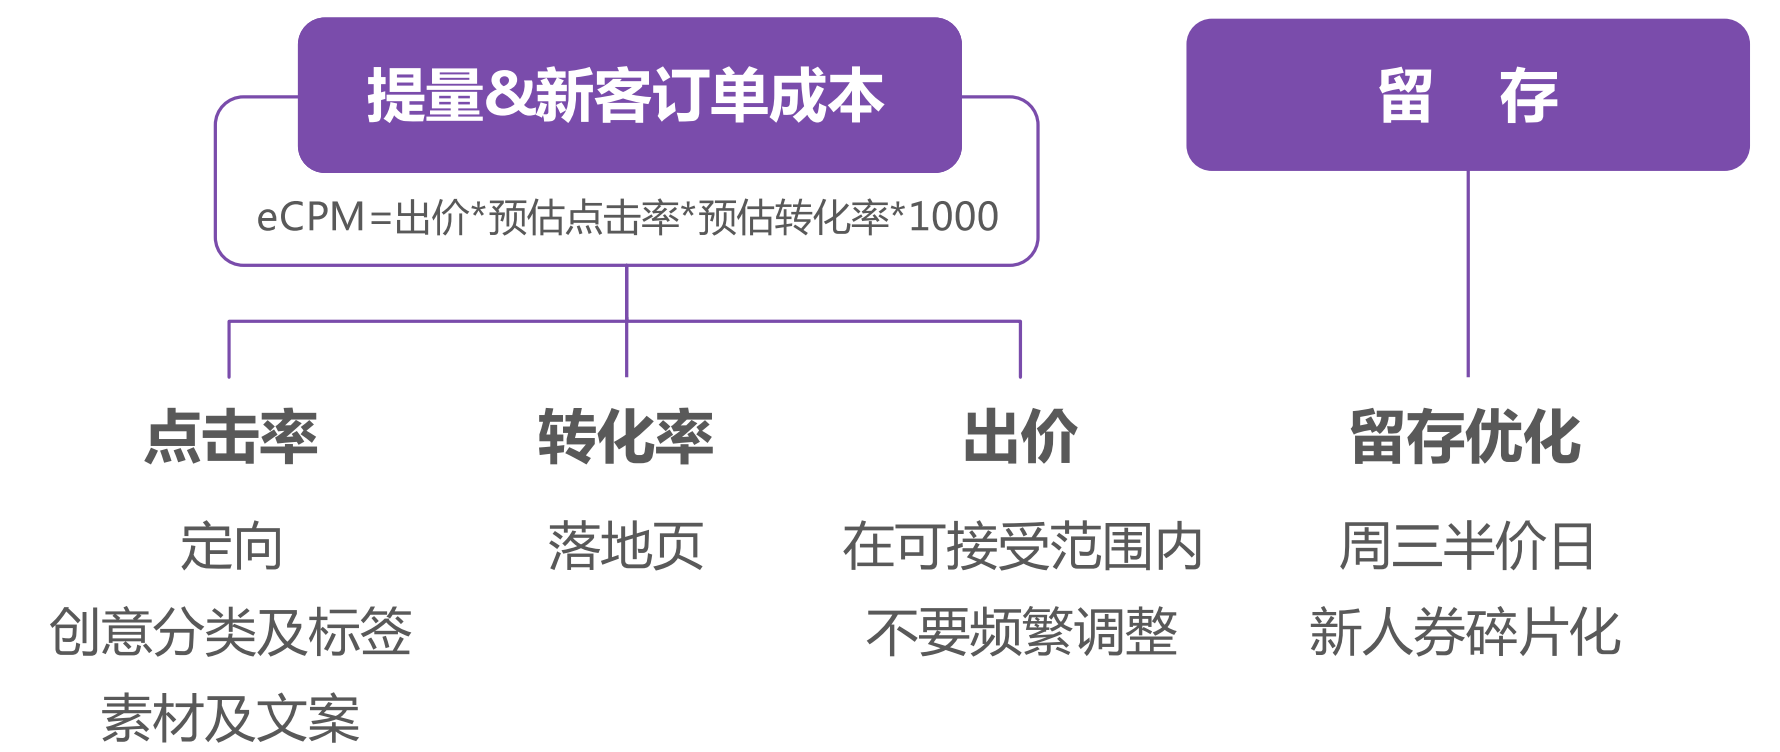 提量&新客订单成本
eCPM=出价*预估点击率*预估转化率*1000
点击率
定向
创意分类及标签
素材及文案
转化率
落地页
出价
在可接受范围内
不要频繁调整
留 存
留存优化
周三半价日
新人券碎片化